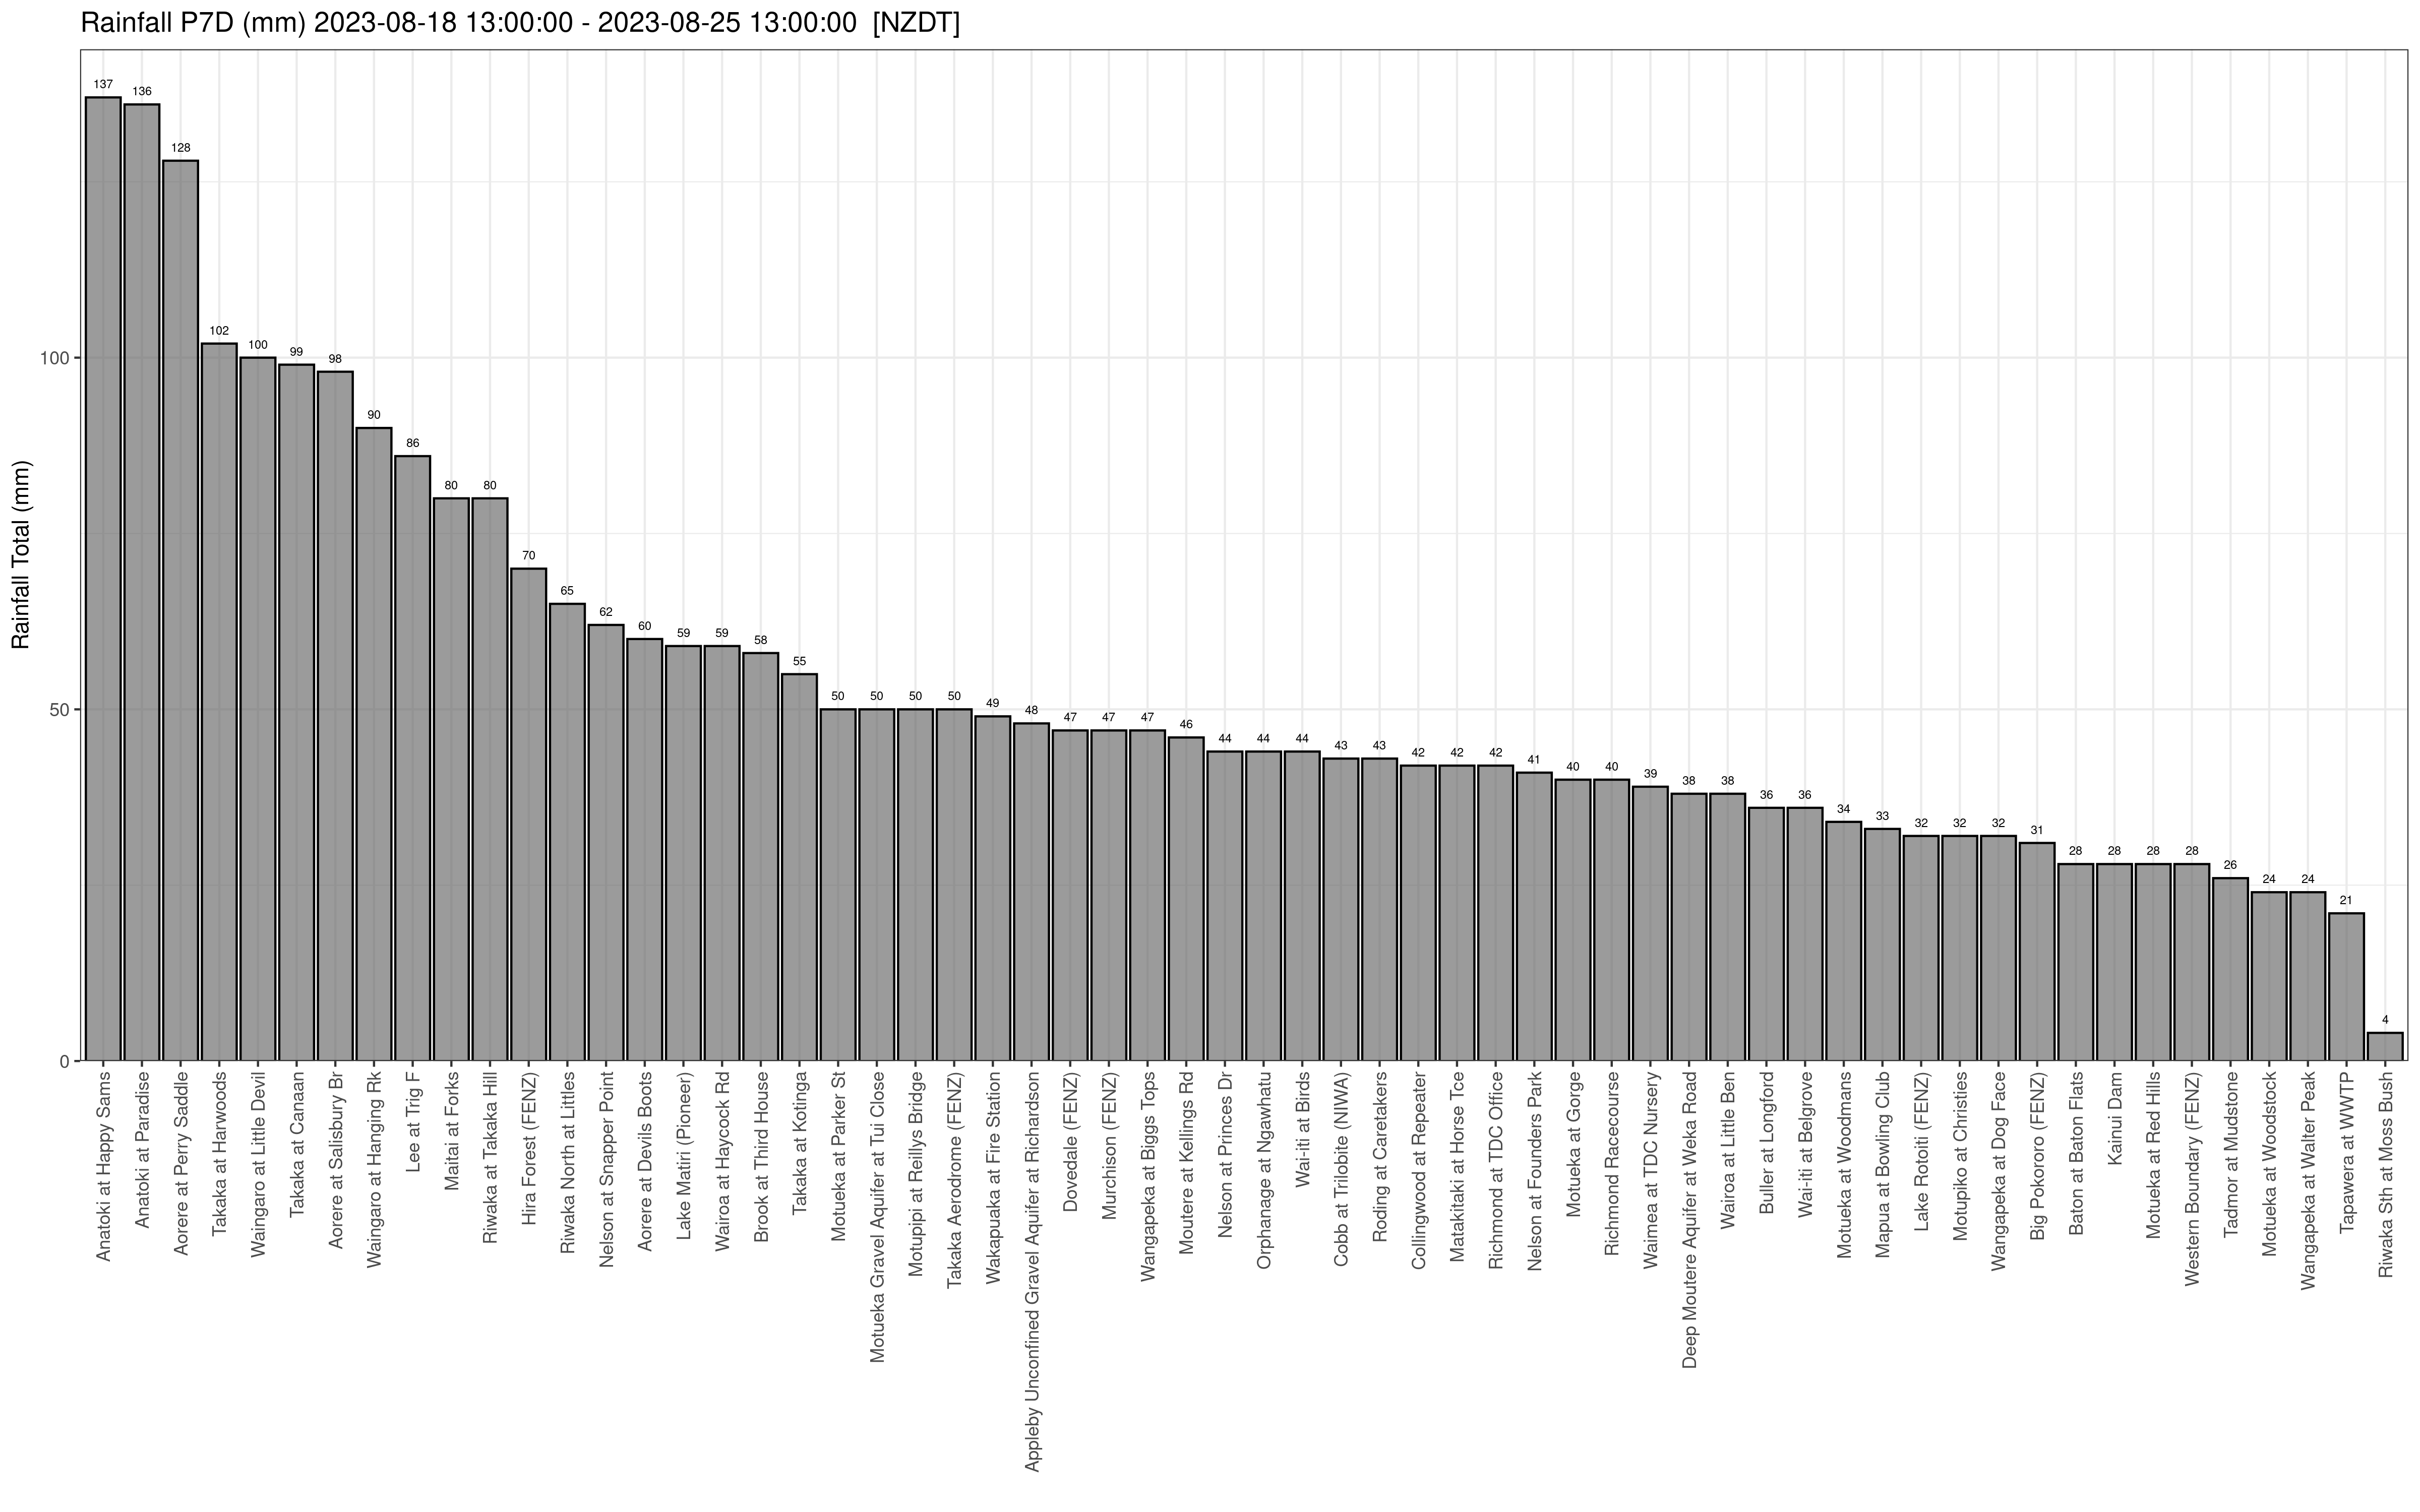 Rainfall P7D (mm) 2023-08-18 13:00:00 - 2023-08-25 13:00:00  [NZDT]
Rainfall Total (mm)
100
50
0
137
136
128
102
100
99
98
90
86
80
80
70
65
62
60
59
59
58
55
50
50
50
50
49
48
47
47
47
46
44
44
44
43
43
42
42
42
41
40
40
39
38
38
36
36
34
33
32
32
32
31
28
28
28
28
26
24
24
21
4
Anatoki at Happy Sams
Anatoki at Paradise
Aorere at Perry Saddle
Takaka at Harwoods
Waingaro at Little Devil
Takaka at Canaan
Aorere at Salisbury Br
Waingaro at Hanging Rk
Lee at Trig F
Maitai at Forks
Riwaka at Takaka Hill
Hira Forest (FENZ)
Riwaka North at Littles
Nelson at Snapper Point
Aorere at Devils Boots
Lake Matiri (Pioneer)
Wairoa at Haycock Rd
Brook at Third House
Takaka at Kotinga
Motueka at Parker St
Motueka Gravel Aquifer at Tui Close
Motupipi at Reillys Bridge
Takaka Aerodrome (FENZ)
Wakapuaka at Fire Station
Appleby Unconfined Gravel Aquifer at Richardson
Dovedale (FENZ)
Murchison (FENZ)
Wangapeka at Biggs Tops
Moutere at Kellings Rd
Nelson at Princes Dr
Orphanage at Ngawhatu
Wai-iti at Birds
Cobb at Trilobite (NIWA)
Roding at Caretakers
Collingwood at Repeater
Matakitaki at Horse Tce
Richmond at TDC Office
Nelson at Founders Park
Motueka at Gorge
Richmond Racecourse
Waimea at TDC Nursery
Deep Moutere Aquifer at Weka Road
Wairoa at Little Ben
Buller at Longford
Wai-iti at Belgrove
Motueka at Woodmans
Mapua at Bowling Club
Lake Rotoiti (FENZ)
Motupiko at Christies
Wangapeka at Dog Face
Big Pokororo (FENZ)
Baton at Baton Flats
Kainui Dam
Motueka at Red Hills
Western Boundary (FENZ)
Tadmor at Mudstone
Motueka at Woodstock
Wangapeka at Walter Peak
Tapawera at WWTP
Riwaka Sth at Moss Bush